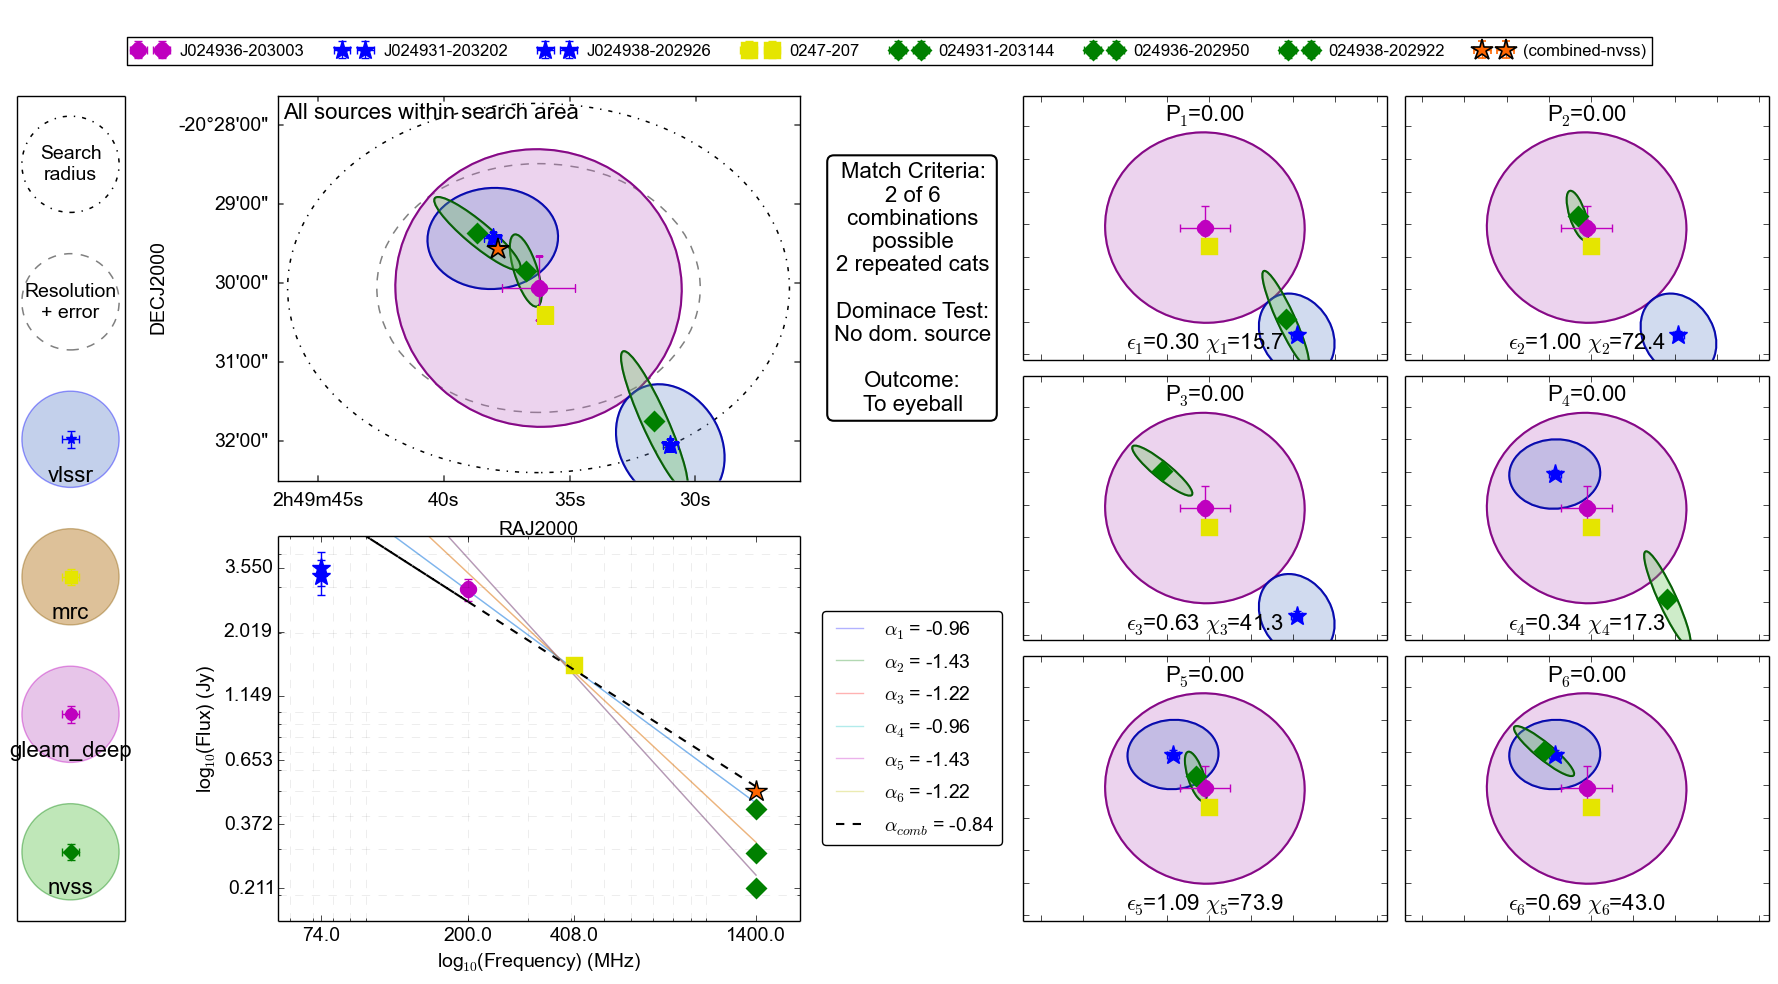 J024936-203003 J024931-203202 J024938-202926 0247-207 024931-203144 024936-202950 024938-202922 (combined-nvss)
Search
radius
Resolution
+ error
vlssr
mrc
gleam_deep
nvss
All sources within search area
DECJ2000
-20°28'00"
29'00"
30'00"
31'00"
32'00"
2h49m45s 40s 35s 30s
RAJ2000
log₁₀(Flux) (Jy)
3.550
2.019
1.149
0.653
0.372
0.211
74.0 200.0 408.0 1400.0
log₁₀(Frequency) (MHz)
Match Criteria:
2 of 6
combinations
possible
2 repeated cats
Dominace Test:
No dom. source
Outcome:
To eyeball
α₁ = -0.96
α₂ = -1.43
α₃ = -1.22
α₄ = -0.96
α₅ = -1.43
α₆ = -1.22
α_comb = -0.84
P₁=0.00
ϵ₁=0.30 χ₁=15.7
P₂=0.00
ϵ₂=1.00 χ₂=72.4
P₃=0.00
ϵ₃=0.63 χ₃=41.3
P₄=0.00
ϵ₄=0.34 χ₄=17.3
P₅=0.00
ϵ₅=1.09 χ₅=73.9
P₆=0.00
ϵ₆=0.69 χ₆=43.0